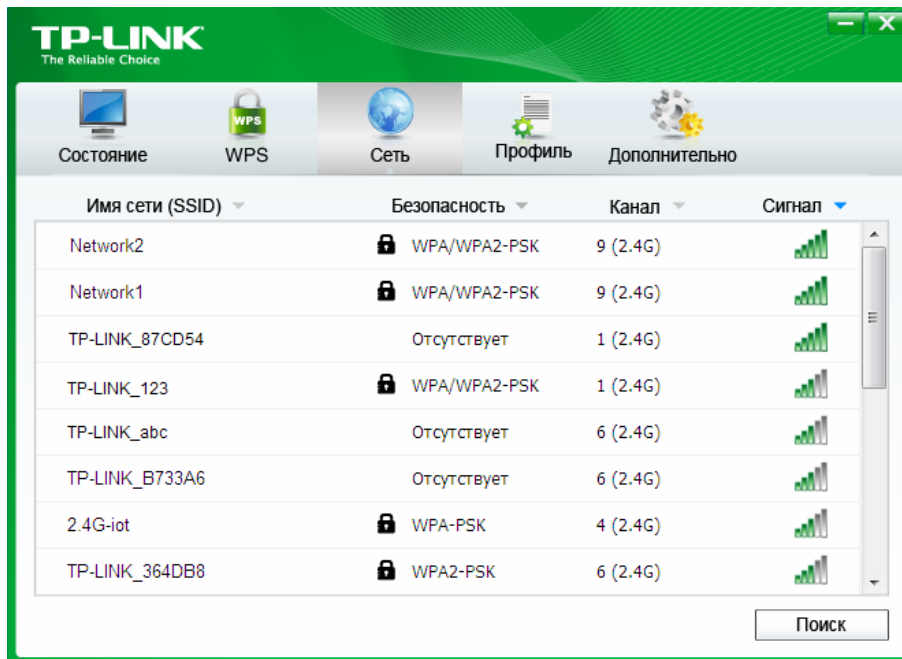 TP-LINK
The Reliable Choice
WPS
Состояние WPS Сеть Профиль Дополнительно
Имя сети (SSID) Безопасность Канал Сигнал
Network2 WPA/WPA2-PSK 9 (2.4G)
Network1 WPA/WPA2-PSK 9 (2.4G)
TP-LINK_87CD54 Отсутствует 1 (2.4G)
TP-LINK_123 WPA/WPA2-PSK 1 (2.4G)
TP-LINK_abc Отсутствует 6 (2.4G)
TP-LINK_B733A6 Отсутствует 6 (2.4G)
2.4G-iot WPA-PSK 4 (2.4G)
TP-LINK_364DB8 WPA2-PSK 6 (2.4G)
Поиск